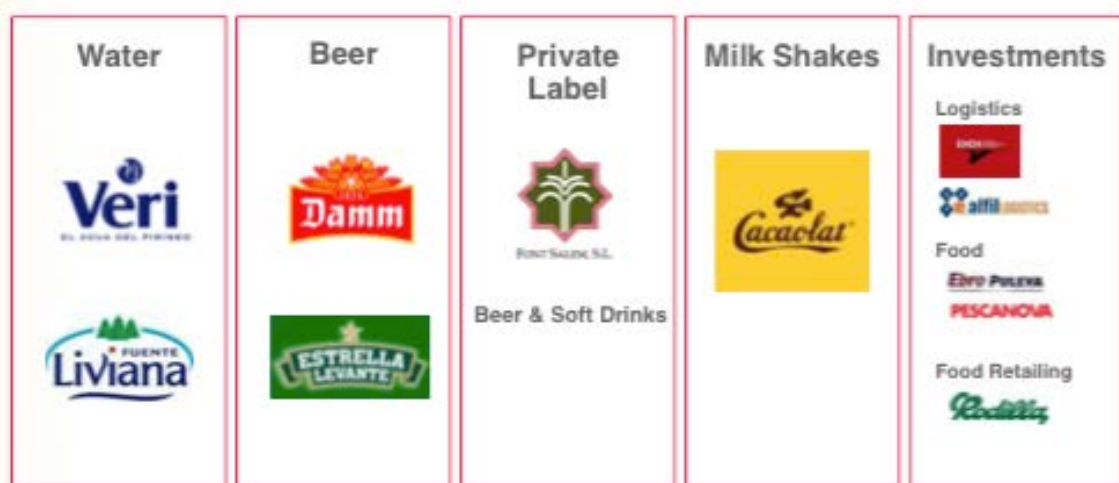 Water
Veri
EL AGUA DEL PIRINEO
FUENTE
Liviana
Beer
1876
Damm
ESTRELLA
LEVANTE
Private
Label
FONT SALEM, S.L.
Beer & Soft Drinks
Milk Shakes
Cacaolat
Investments
Logistics
alfil LOGISTICS
Food
Ebro PULEVA
PESCANOVA
Food Retailing
Rodilla